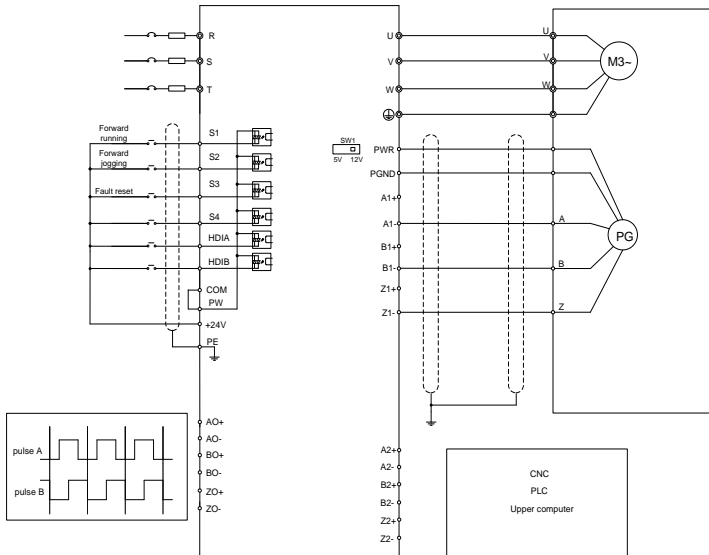 R
S
T
Forward running
Forward jogging
Fault reset
S1
S2
S3
S4
HDIA
HDIB
COM
PW
+24V
PE
SW1
5V 12V
U
V
W
PWR
PGND
A1+
A1-
B1+
B1-
Z1+
Z1-
U
V
W
M3~
A
B
Z
PG
pulse A
pulse B
AO+
AO-
BO+
BO-
ZO+
ZO-
A2+
A2-
B2+
B2-
Z2+
Z2-
CNC
PLC
Upper computer